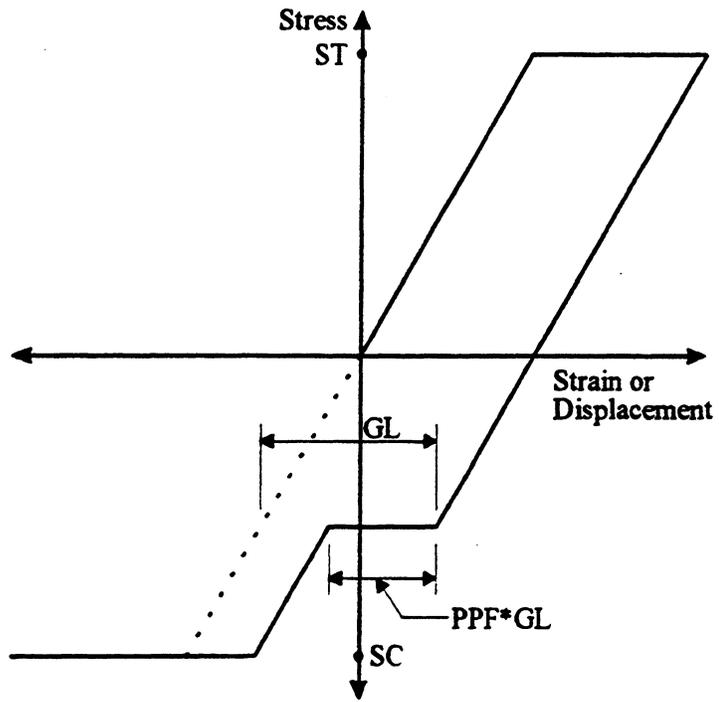 Stress
ST
Strain or
Displacement
GL
PPF*GL
SC